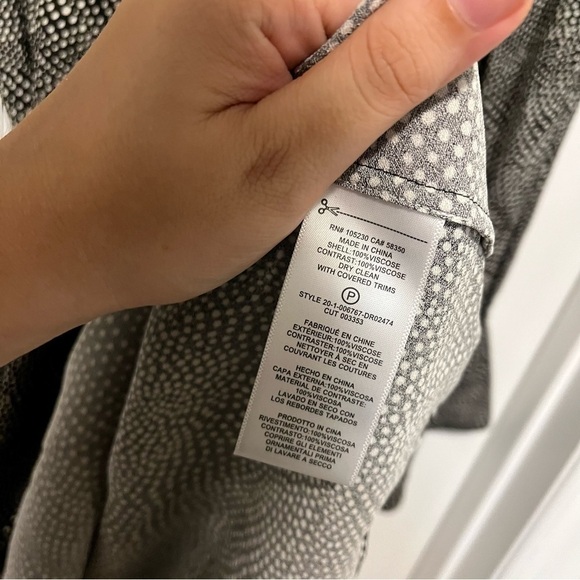 RN# 105230 CA# 58350
MADE IN CHINA
SHELL:100%VISCOSE
CONTRAST:100%VISCOSE
DRY CLEAN
WITH COVERED TRIMS
P
STYLE 20-1-006767-DR02474
CUT 003353
FABRIQUÉ EN CHINE
EXTÉRIEUR:100%VISCOSE
CONTRASTER:100%VISCOSE
NETTOYER À SEC EN
COUVRANT LES COUTURES
HECHO EN CHINA
CAPA EXTERNA:100%VISCOSA
MATERIAL DE CONTRASTE:
100%VISCOSA
LAVADO EN SECO CON
LOS REBORDES TAPADOS
PRODOTTO IN CINA
RIVESTIMENTO:100%VISCOSA
CONTRASTO:100%VISCOSA
COPRIRE GLI ELEMENTI
ORNAMENTALI PRIMA
DI LAVARE A SECCO